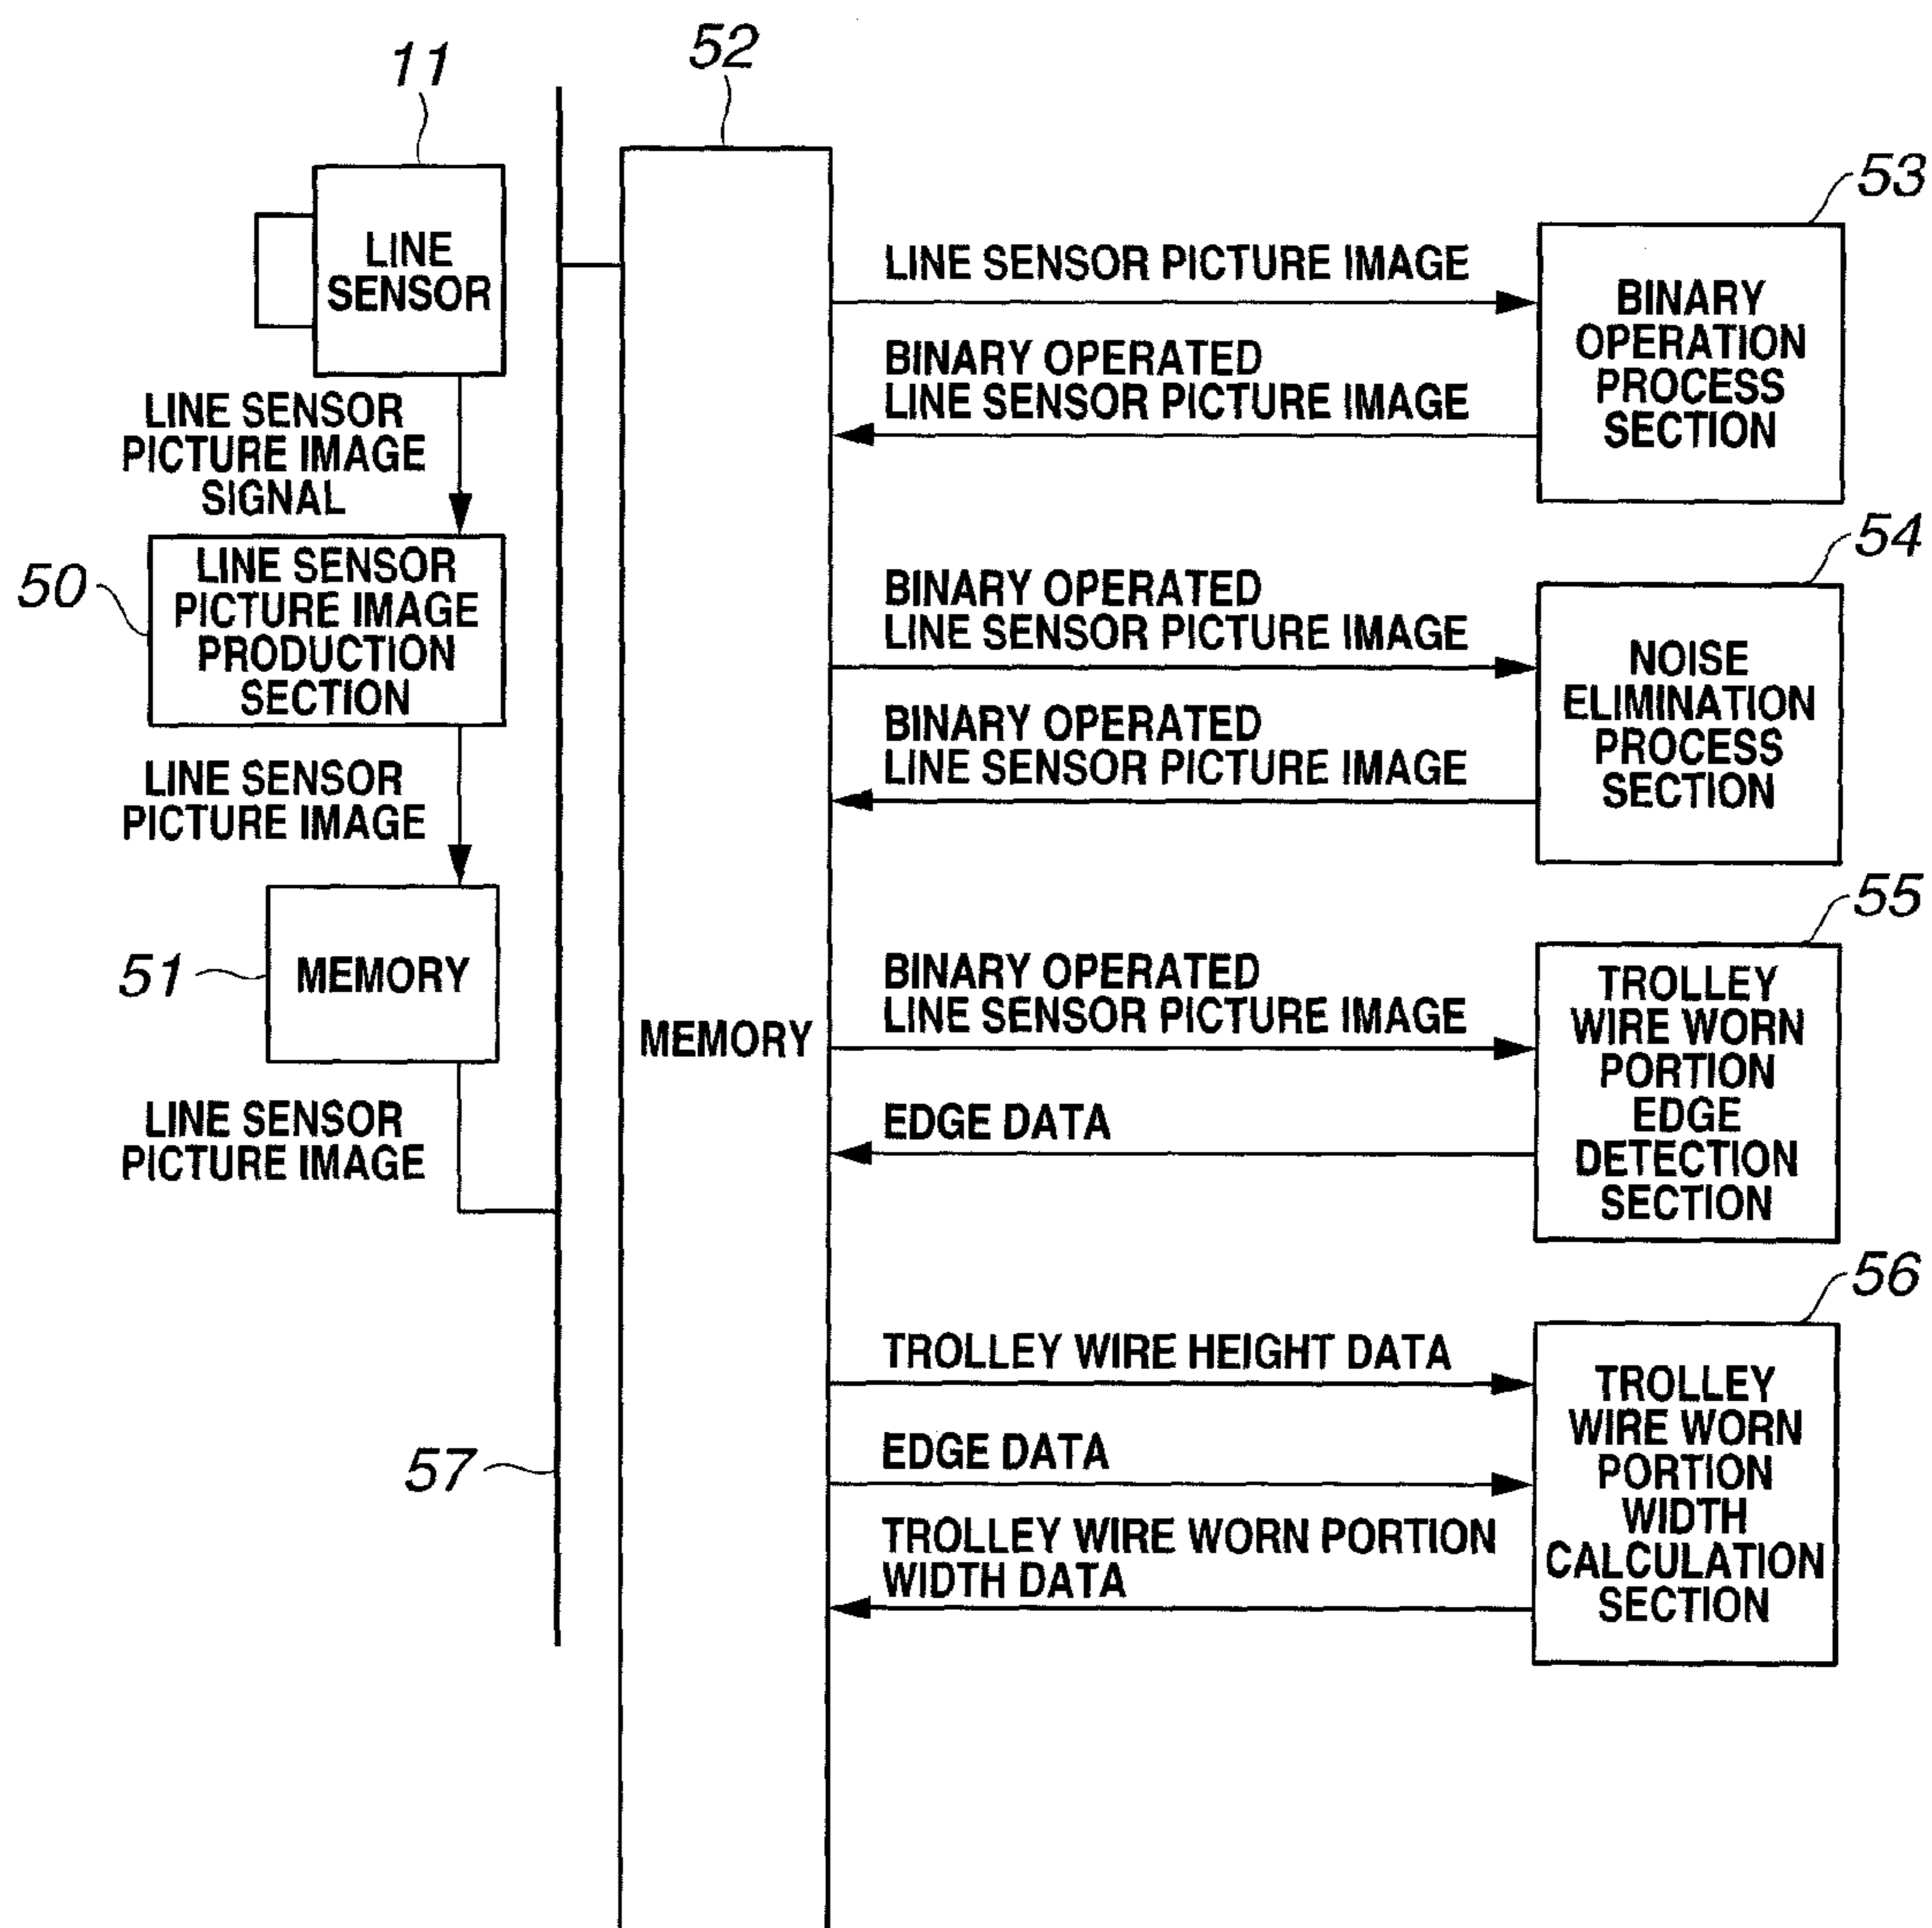 11
LINE
SENSOR
LINE SENSOR
PICTURE IMAGE
SIGNAL
50
LINE SENSOR
PICTURE IMAGE
PRODUCTION
SECTION
LINE SENSOR
PICTURE IMAGE
51
MEMORY
LINE SENSOR
PICTURE IMAGE
57
52
MEMORY
LINE SENSOR PICTURE IMAGE
BINARY OPERATED
LINE SENSOR PICTURE IMAGE
53
BINARY
OPERATION
PROCESS
SECTION
BINARY OPERATED
LINE SENSOR PICTURE IMAGE
BINARY OPERATED
LINE SENSOR PICTURE IMAGE
54
NOISE
ELIMINATION
PROCESS
SECTION
BINARY OPERATED
LINE SENSOR PICTURE IMAGE
EDGE DATA
55
TROLLEY
WIRE WORN
PORTION
EDGE
DETECTION
SECTION
TROLLEY WIRE HEIGHT DATA
EDGE DATA
TROLLEY WIRE WORN PORTION
WIDTH DATA
56
TROLLEY
WIRE WORN
PORTION
WIDTH
CALCULATION
SECTION